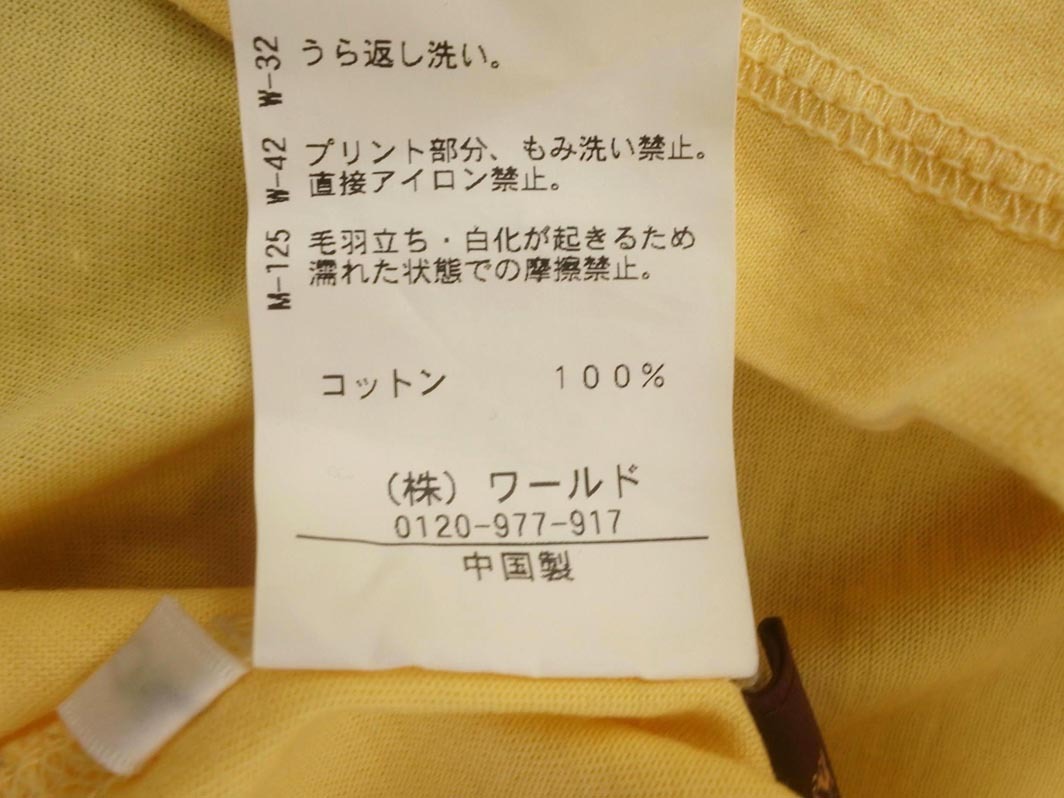 W-32
うら返し洗い。
W-42
プリント部分、もみ洗い禁止。
直接アイロン禁止。
M-125
毛羽立ち・白化が起きるため
濡れた状態での摩擦禁止。
コットン 100%
(株) ワールド
0120-977-917
中国製